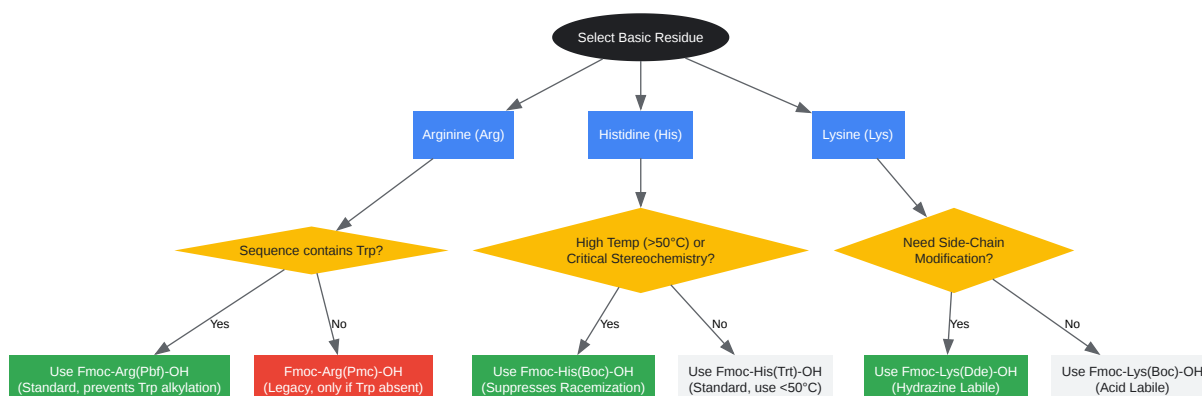 Select Basic Residue
Arginine (Arg)
Histidine (His)
Lysine (Lys)
Sequence contains Trp?
High Temp (>50°C) or
Critical Stereochemistry?
Need Side-Chain
Modification?
Yes
No
Yes
No
Yes
No
Use Fmoc-Arg(Pbf)-OH
(Standard, prevents Trp alkylation)
Fmoc-Arg(Pmc)-OH
(Legacy, only if Trp absent)
Use Fmoc-His(Boc)-OH
(Suppresses Racemization)
Use Fmoc-His(Trt)-OH
(Standard, use <50°C)
Use Fmoc-Lys(Dde)-OH
(Hydrazine Labile)
Use Fmoc-Lys(Boc)-OH
(Acid Labile)